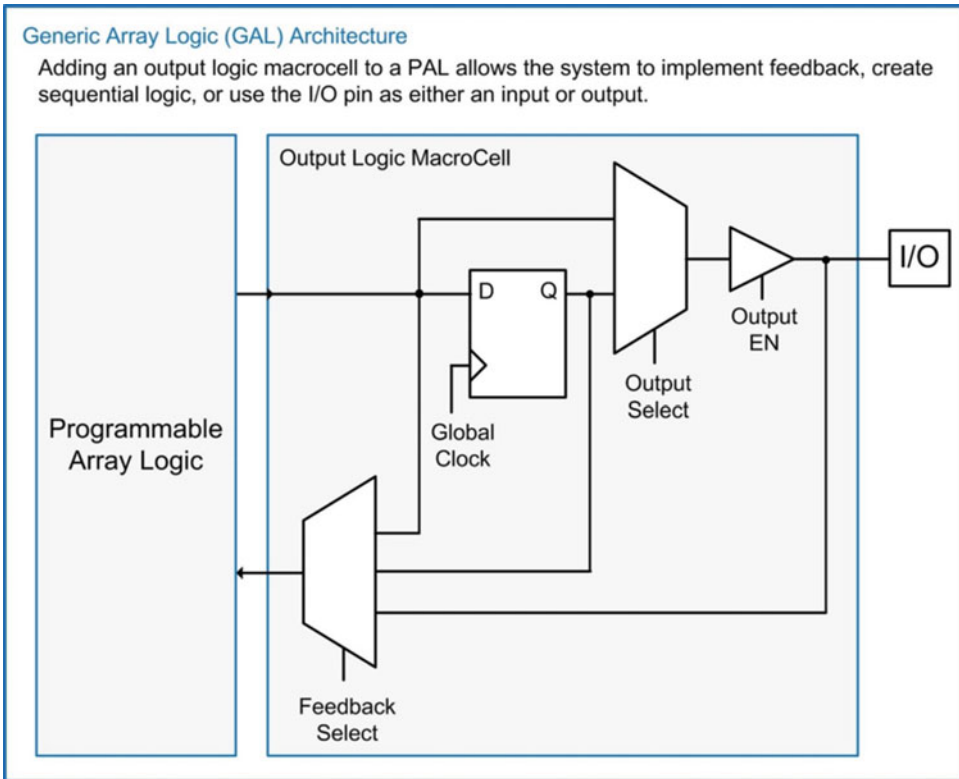 Generic Array Logic (GAL) Architecture
Adding an output logic macrocell to a PAL allows the system to implement feedback, create
sequential logic, or use the I/O pin as either an input or output.
Output Logic MacroCell
I/O
D Q
Output
EN
Output
Select
Global
Clock
Programmable
Array Logic
Feedback
Select